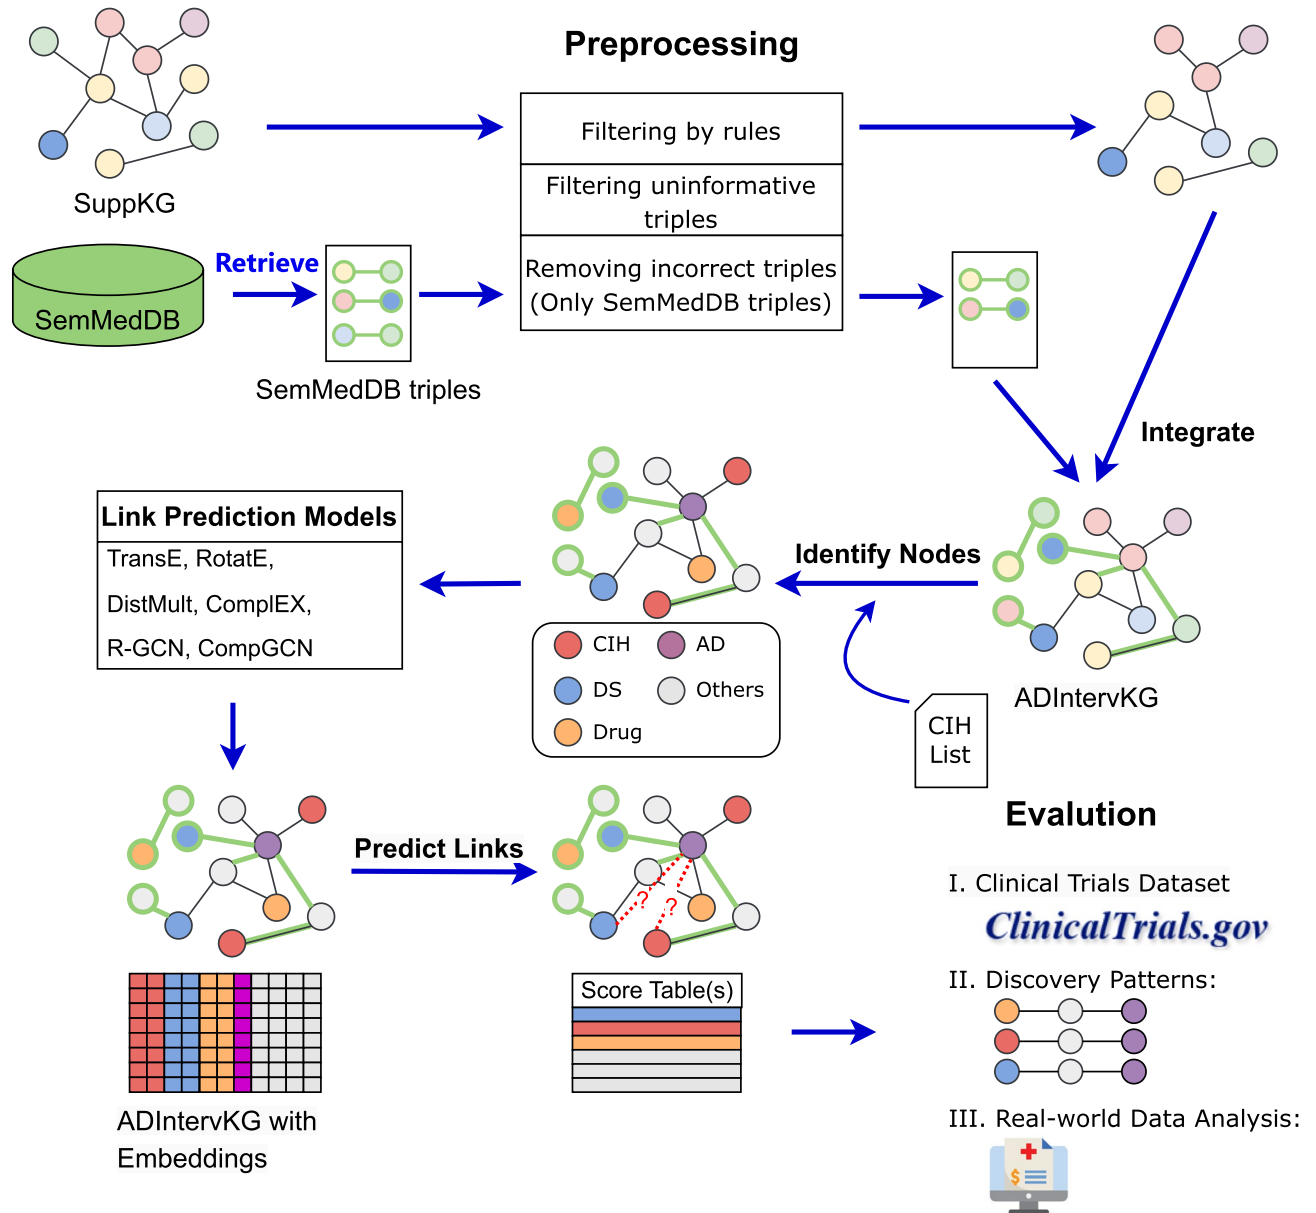 Preprocessing
SuppKG
Filtering by rules
Filtering uninformative
triples
Removing incorrect triples
(Only SemMedDB triples)
SemMedDB
Retrieve
SemMedDB triples
Integrate
Link Prediction Models
TransE, RotatE,
DistMult, ComplEX,
R-GCN, CompGCN
Identify Nodes
CIH
AD
DS
Others
Drug
ADIntervKG
CIH
List
Predict Links
Evalution
?
?
I. Clinical Trials Dataset
ClinicalTrials.gov
II. Discovery Patterns:
Score Table(s)
ADIntervKG with
Embeddings
III. Real-world Data Analysis:
$